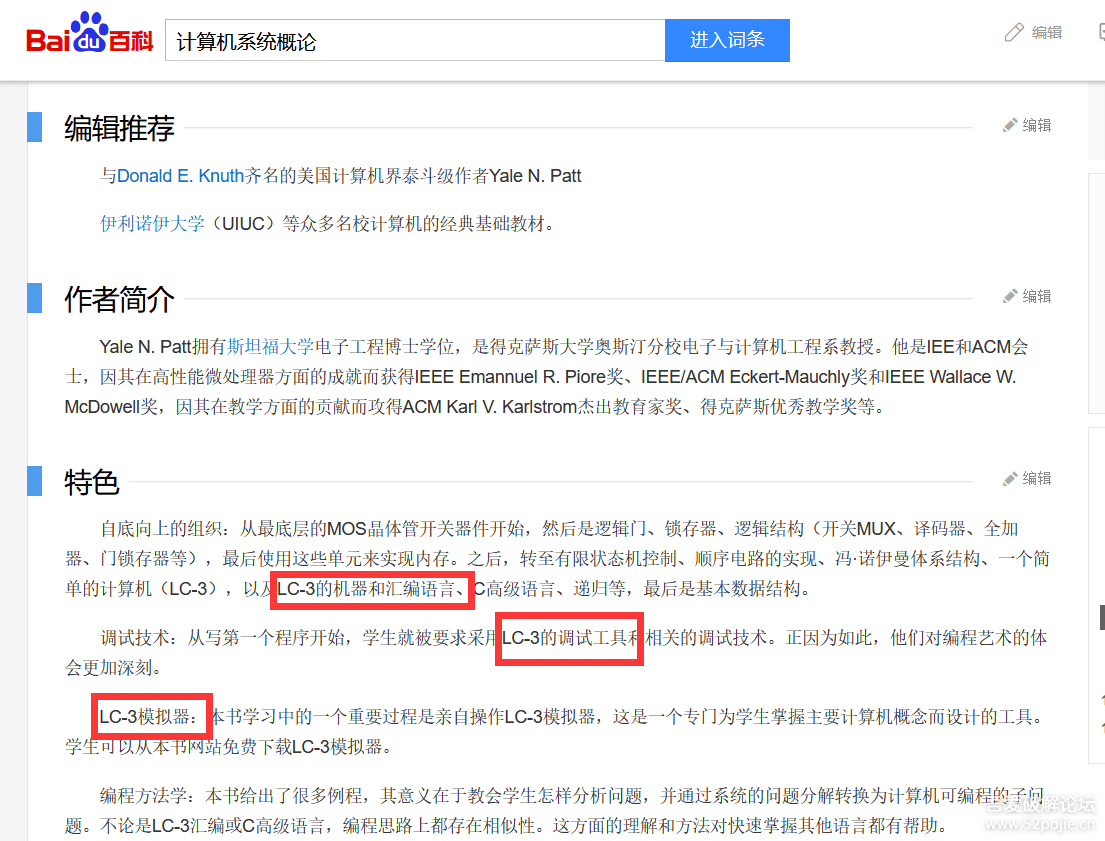 Bai du 百科
计算机系统概论
进入词条
编辑
编辑推荐
编辑
与Donald E. Knuth齐名的美国计算机界泰斗级作者Yale N. Patt
伊利诺伊大学（UIUC）等众多名校计算机的经典基础教材。
作者简介
编辑
Yale N. Patt拥有斯坦福大学电子工程博士学位，是得克萨斯大学奥斯汀分校电子与计算机工程系教授。他是IEE和ACM会
士，因其在高性能微处理器方面的成就而获得IEEE Emannuel R. Piore奖、IEEE/ACM Eckert-Mauchly奖和IEEE Wallace W.
McDowell奖，因其在教学方面的贡献而攻得ACM Karl V. Karlstrom杰出教育家奖、得克萨斯优秀教学奖等。
特色
编辑
自底向上的组织：从最底层的MOS晶体管开关器件开始，然后是逻辑门、锁存器、逻辑结构（开关MUX、译码器、全加
器、门锁存器等），最后使用这些单元来实现内存。之后，转至有限状态机控制、顺序电路的实现、冯·诺伊曼体系结构、一个简
单的计算机（LC-3），以及LC-3的机器和汇编语言、C高级语言、递归等，最后是基本数据结构。
调试技术：从写第一个程序开始，学生就被要求采用LC-3的调试工具和相关的调试技术。正因为如此，他们对编程艺术的体
会更加深刻。
LC-3模拟器：本书学习中的一个重要过程是亲自操作LC-3模拟器，这是一个专门为学生掌握主要计算机概念而设计的工具。
学生可以从本书网站免费下载LC-3模拟器。
编程方法学：本书给出了很多例程，其意义在于教会学生怎样分析问题，并通过系统的问题分解转换为计算机可编程的子问
题。不论是LC-3汇编或C高级语言，编程思路上都存在相似性。这方面的理解和方法对快速掌握其他语言都有帮助。
吾爱破解论坛
www.52pojie.cn